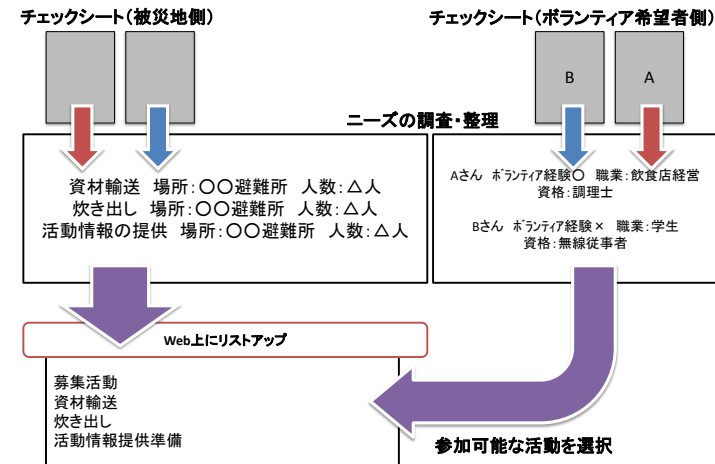 チェックシート(被災地側)
チェックシート(ボランティア希望者側)
B
A
ニーズの調査・整理
資材輸送 場所:〇〇避難所 人数:△人
炊き出し 場所:〇〇避難所 人数:△人
活動情報の提供 場所:〇〇避難所 人数:△人
Aさん ボランティア経験〇 職業:飲食店経営
資格:調理士
Bさん ボランティア経験× 職業:学生
資格:無線従事者
Web上にリストアップ
募集活動
資材輸送
炊き出し
活動情報提供準備
参加可能な活動を選択